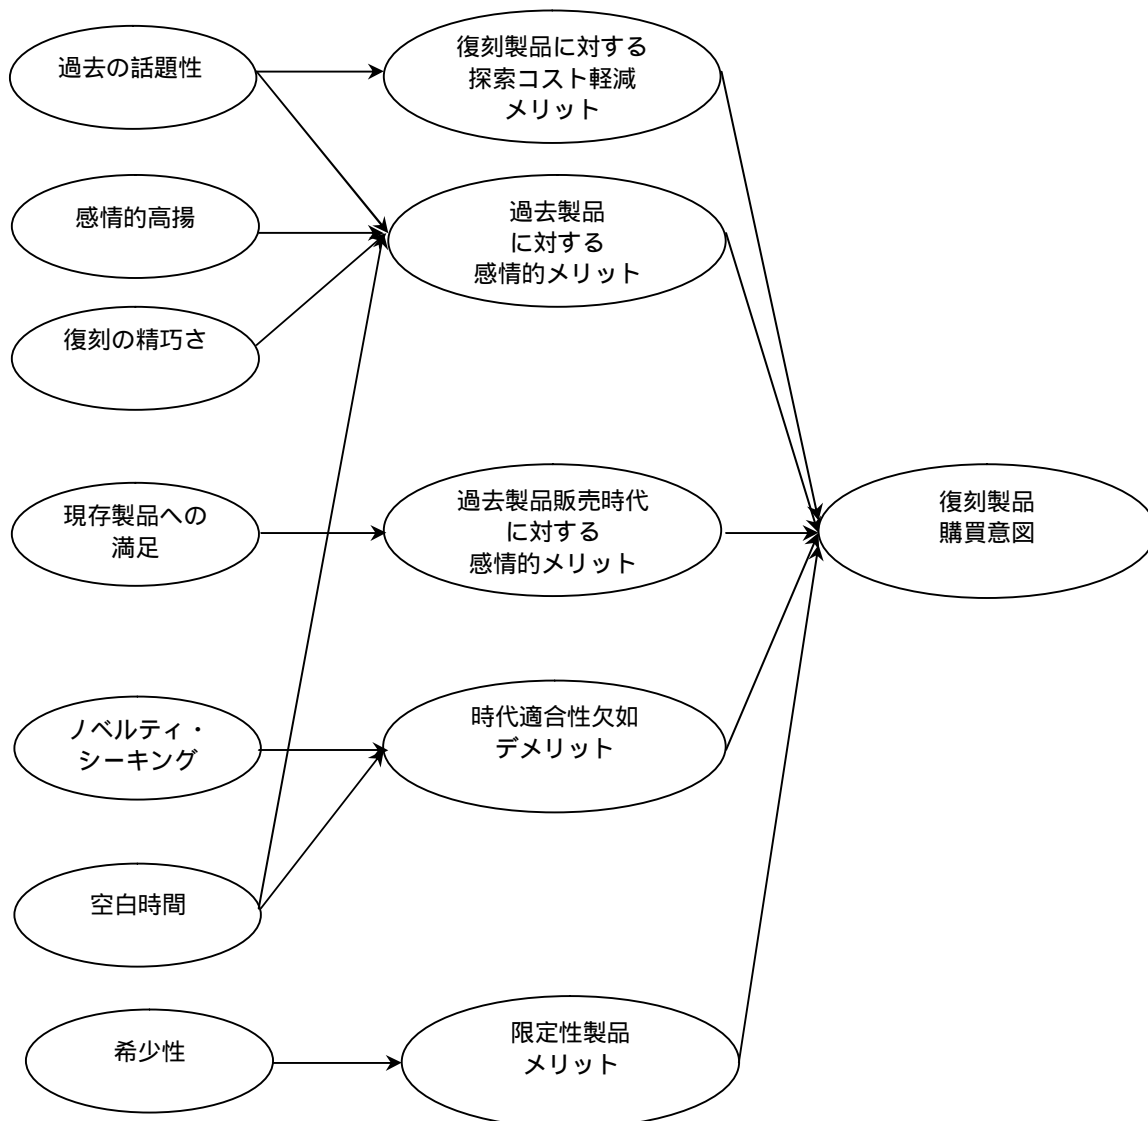 過去の話題性
復刻製品に対する
探索コスト軽減
メリット
感情的高揚
過去製品
に対する
感情的メリット
復刻の精巧さ
現存製品への
満足
過去製品販売時代
に対する
感情的メリット
復刻製品
購買意図
ノベルティ・
シーキング
時代適合性欠如
デメリット
空白時間
希少性
限定性製品
メリット